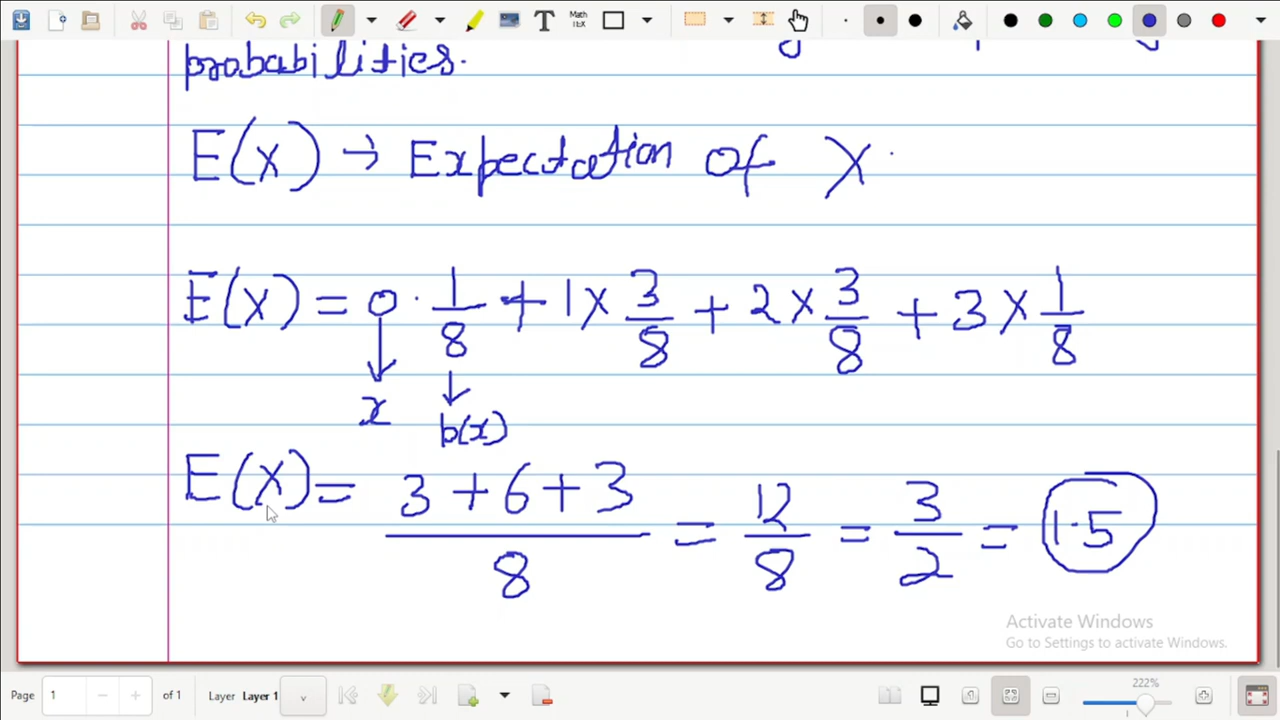 Math
probabilities.
E(X) → Expectation of X.
E(X) = 0 · 1/8 + 1 × 3/8 + 2 × 3/8 + 3 × 1/8
x
p(x)
E(X) = 3 + 6 + 3 / 8 = 12/8 = 3/2 = 1.5
Activate Windows
Go to Settings to activate Windows.
Page 1 of 1 Layer Layer 1 222%